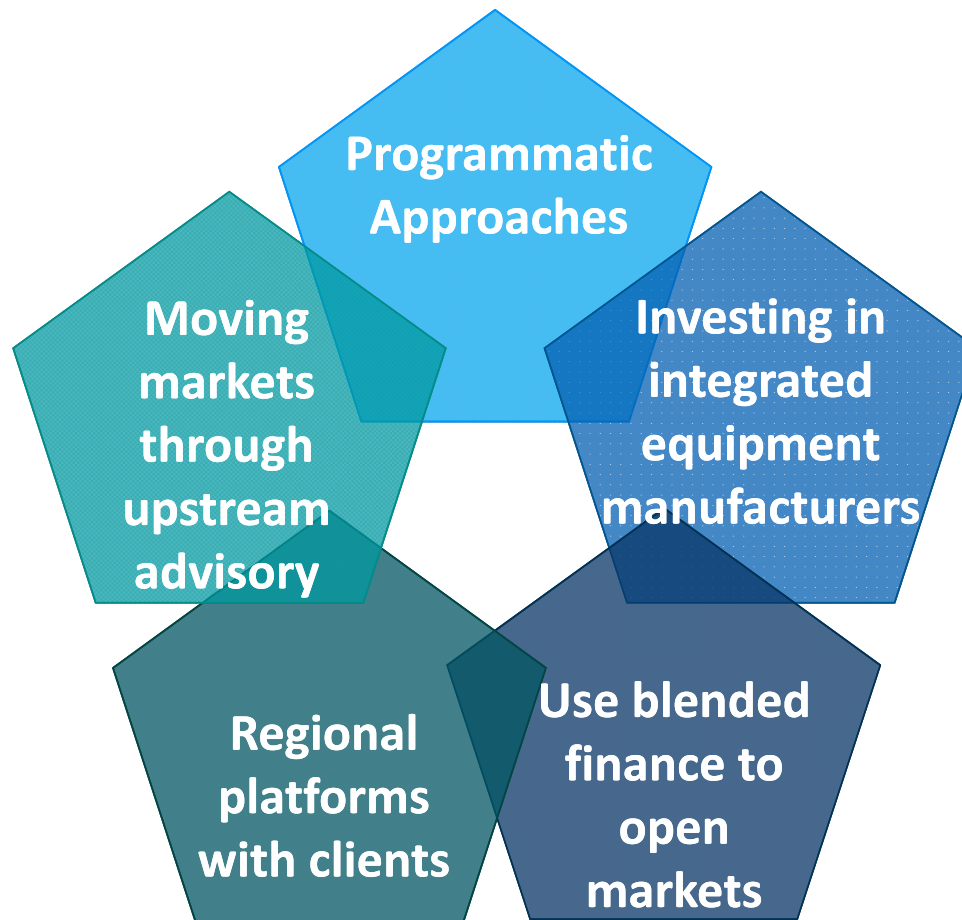 Programmatic
Approaches
Moving
markets
through
upstream
advisory
Investing in
integrated
equipment
manufacturers
Regional
platforms
with clients
Use blended
finance to
open
markets